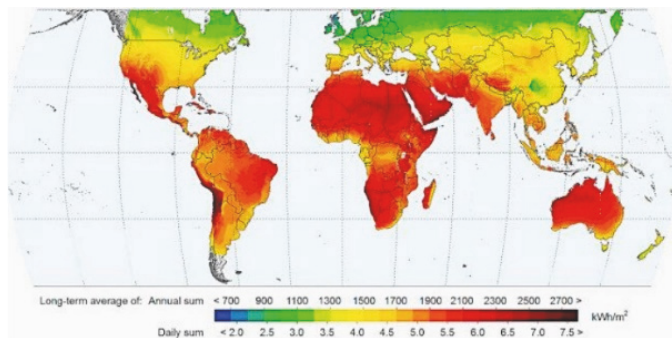 Long-term average of: Annual sum < 700 900 1100 1300 1500 1700 1900 2100 2300 2500 2700 > kWh/m²
Daily sum < 2.0 2.5 3.0 3.5 4.0 4.5 5.0 5.5 6.0 6.5 7.0 7.5 >